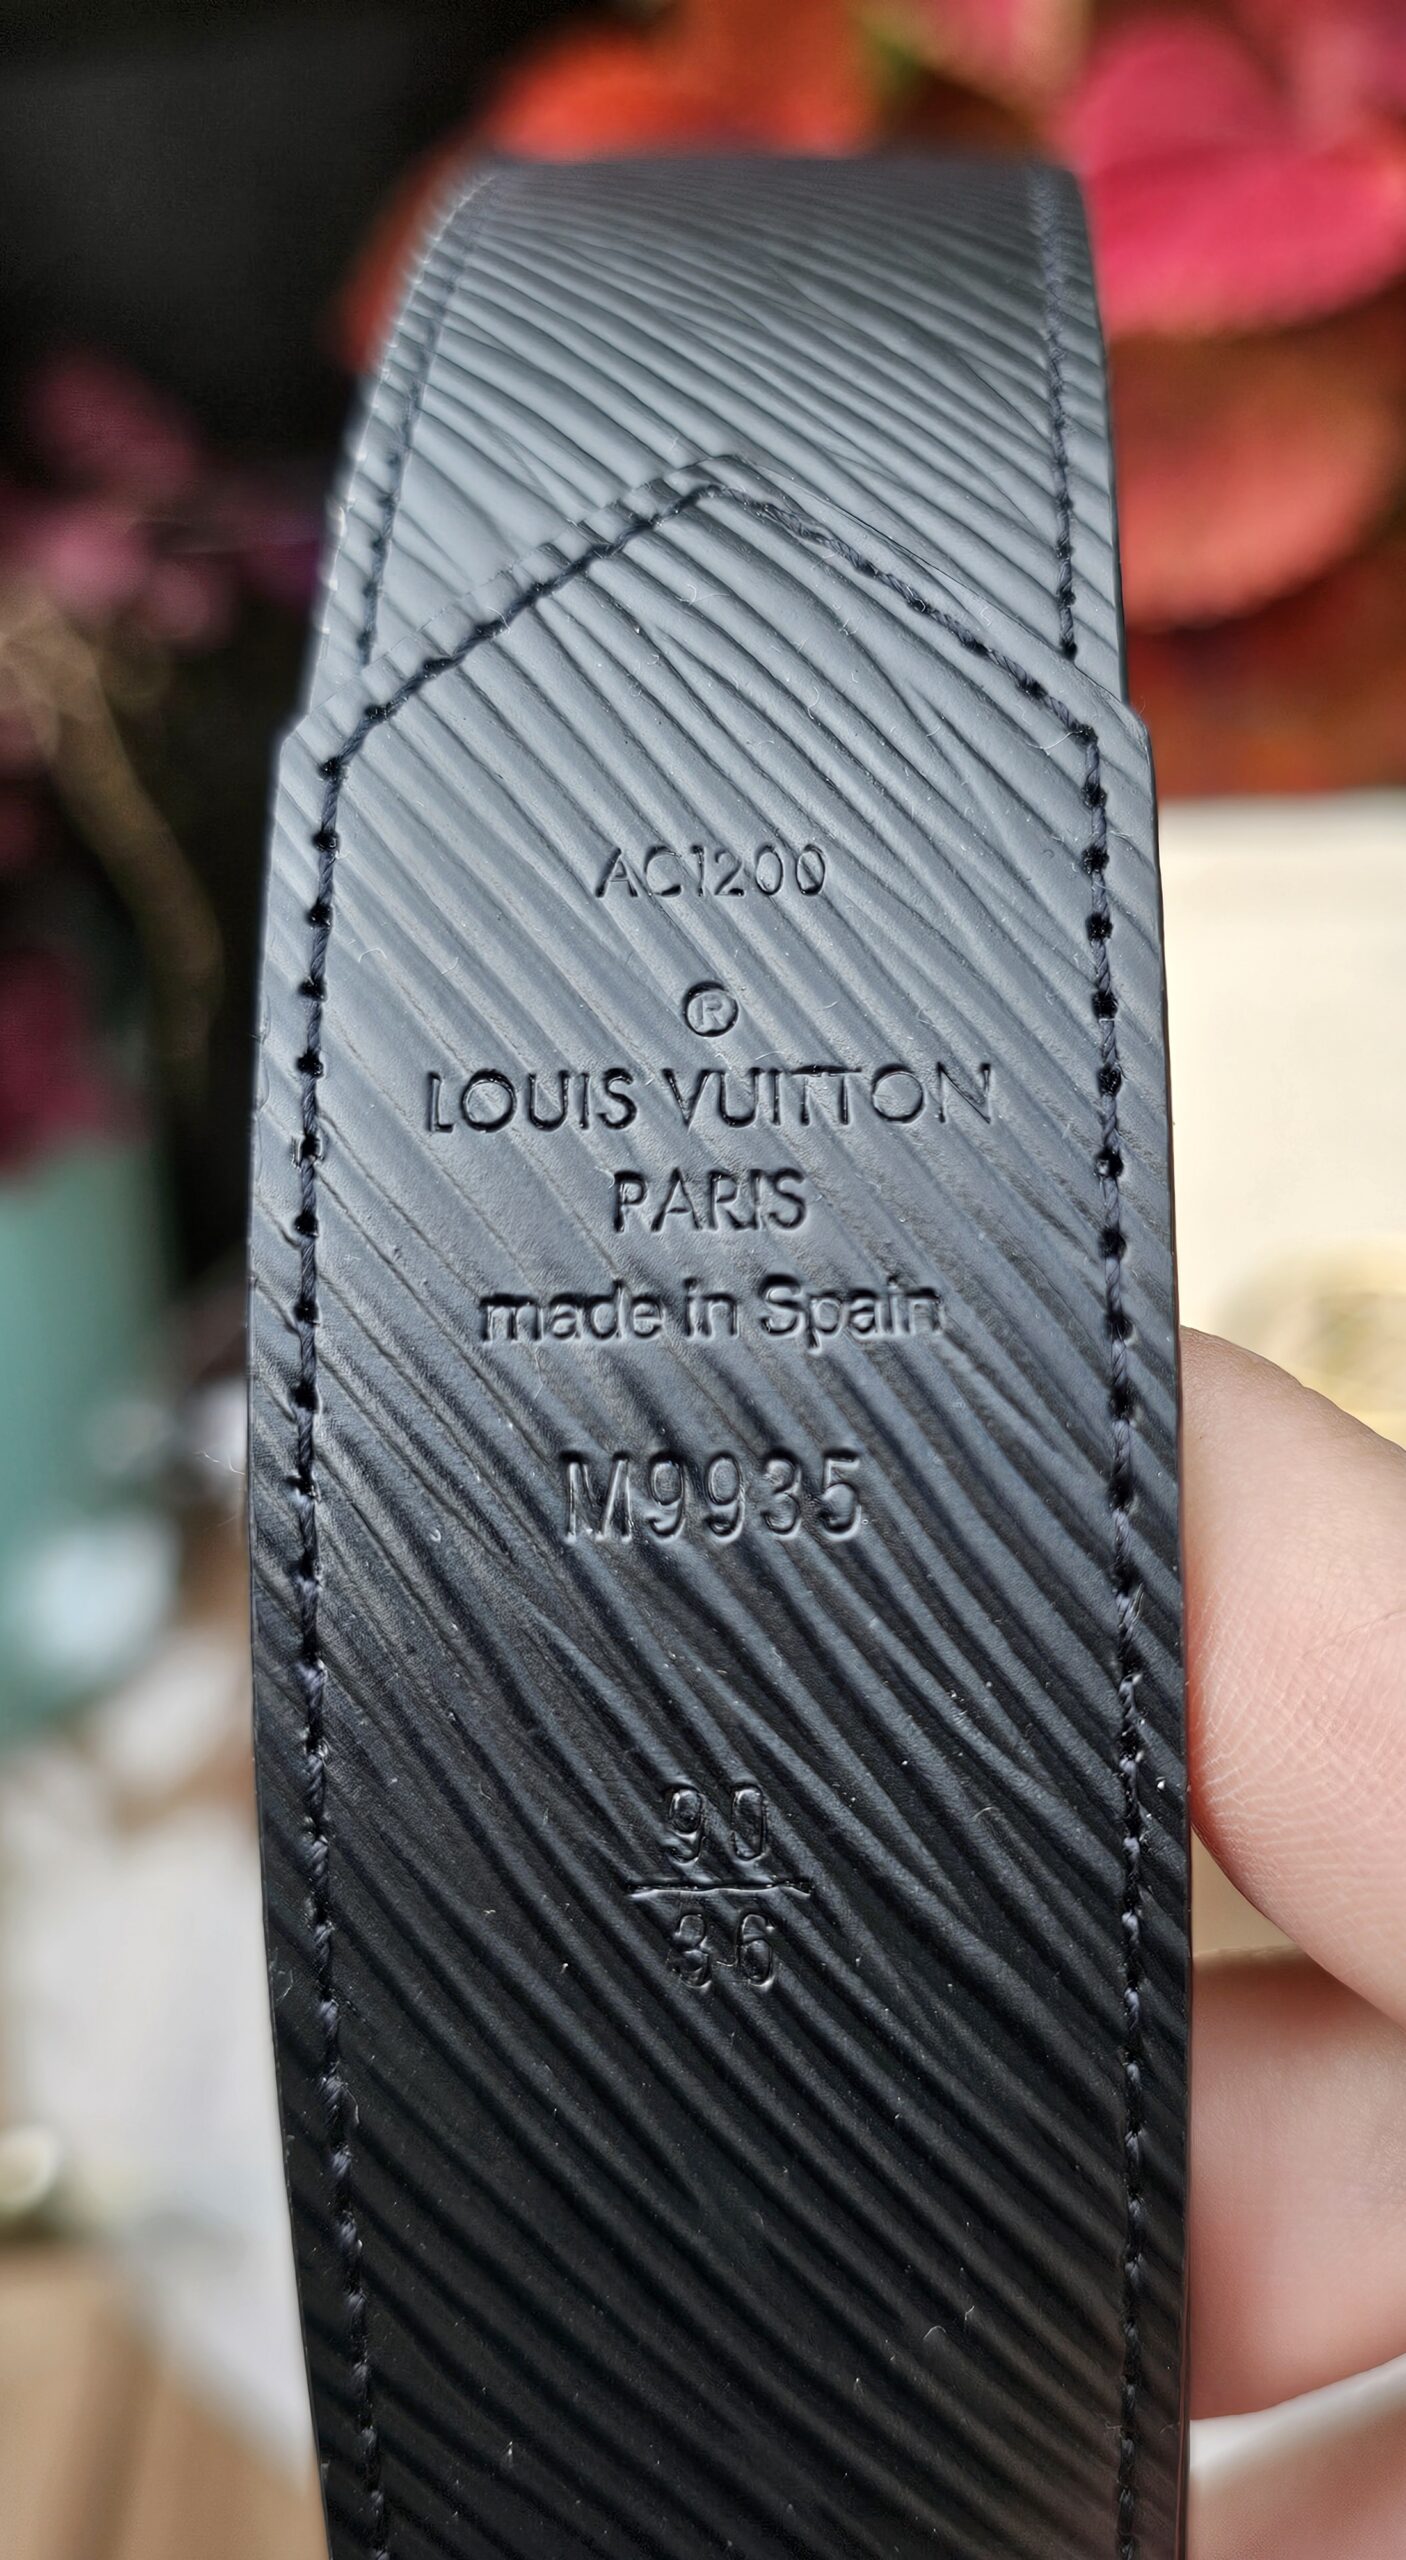 AC1200
®
LOUIS VUITTON
PARIS
made in Spain
M9935
90
36